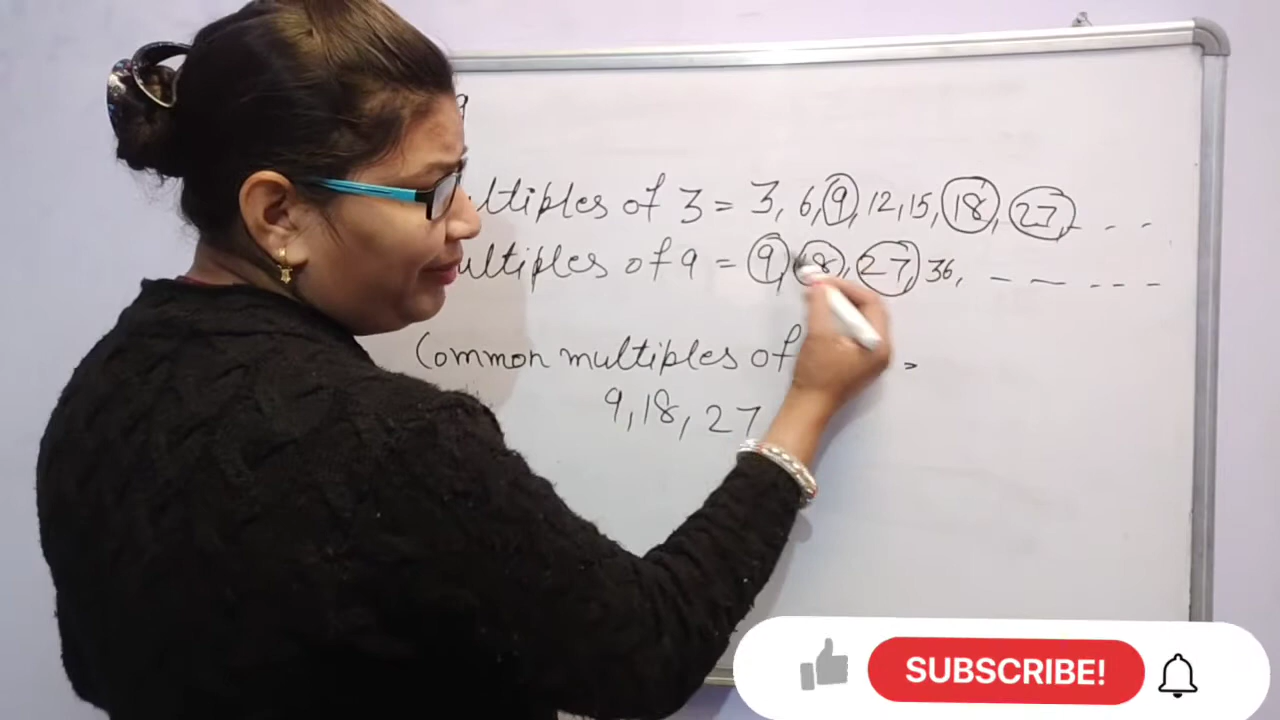 9
ultiples of 3 = 3, 6, 9, 12, 15, 18, 27, - - -
ultiples of 9 = 9, 18, 27, 36, - - - - -
Common multiples of =
9, 18, 27
SUBSCRIBE!